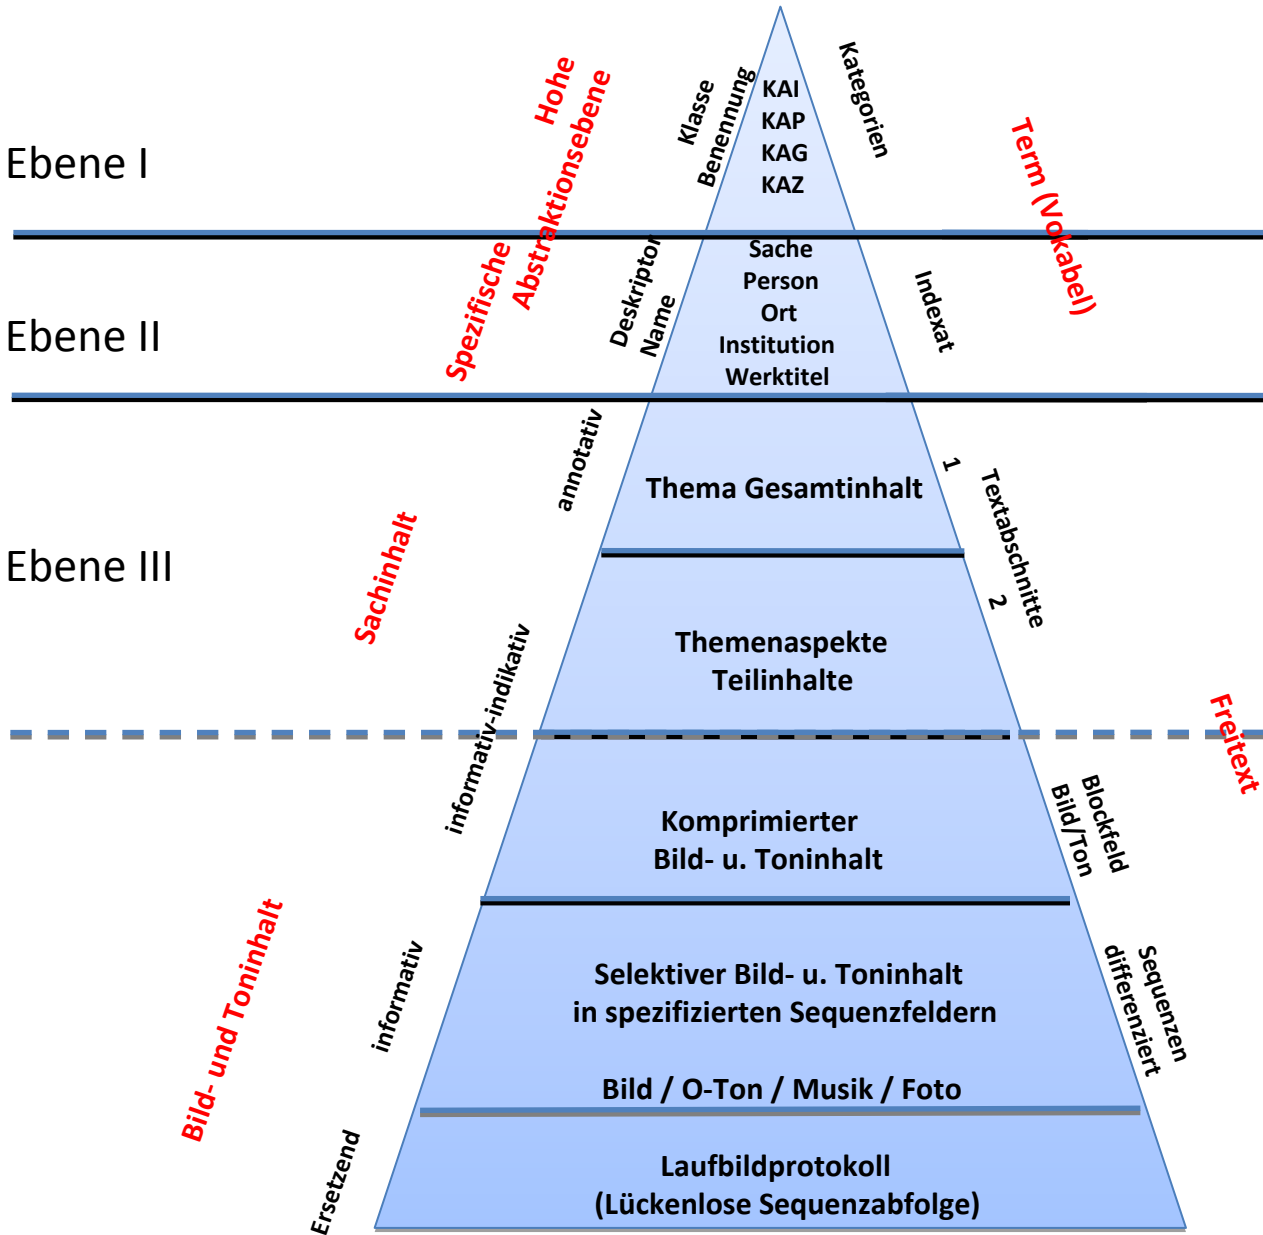 Ebene I
Hohe
Abstraktionsebene
Klasse
Benennung
KAI
KAP
KAG
KAZ
Kategorien
Term (Vokabel)
Ebene II
Spezifische
Deskriptor
Name
Sache
Person
Ort
Institution
Werktitel
Indexat
Ebene III
Sachinhalt
annotativ
Thema Gesamtinhalt
1
Textabschnitte
2
informativ-indikativ
Themenaspekte
Teilinhalte
Freitext
Komprimierter
Bild- u. Toninhalt
Blockfeld
Bild/Ton
Bild- und Toninhalt
informativ
Selektiver Bild- u. Toninhalt
in spezifizierten Sequenzfeldern
Bild / O-Ton / Musik / Foto
Sequenzen
differenziert
Ersetzend
Laufbildprotokoll
(Lückenlose Sequenzabfolge)